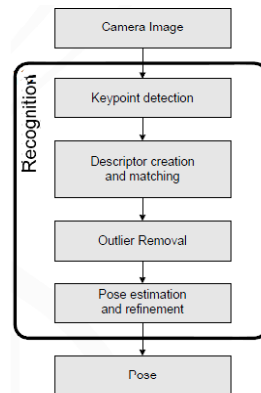 Camera Image
Recognition
Keypoint detection
Descriptor creation
and matching
Outlier Removal
Pose estimation
and refinement
Pose